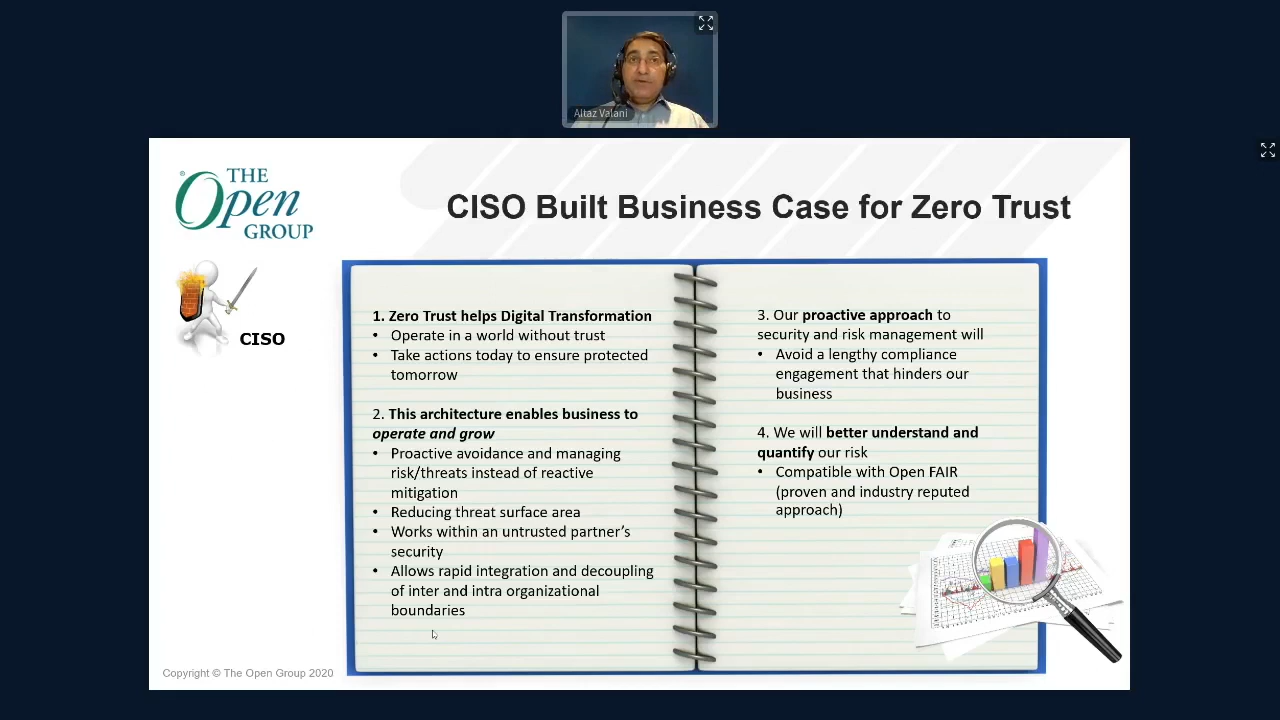 Altaz Valani
THE
Open
GROUP
CISO Built Business Case for Zero Trust
CISO
1. Zero Trust helps Digital Transformation
• Operate in a world without trust
• Take actions today to ensure protected
tomorrow
2. This architecture enables business to
operate and grow
• Proactive avoidance and managing
risk/threats instead of reactive
mitigation
• Reducing threat surface area
• Works within an untrusted partner's
security
• Allows rapid integration and decoupling
of inter and intra organizational
boundaries
3. Our proactive approach to
security and risk management will
• Avoid a lengthy compliance
engagement that hinders our
business
4. We will better understand and
quantify our risk
• Compatible with Open FAIR
(proven and industry reputed
approach)
Copyright © The Open Group 2020